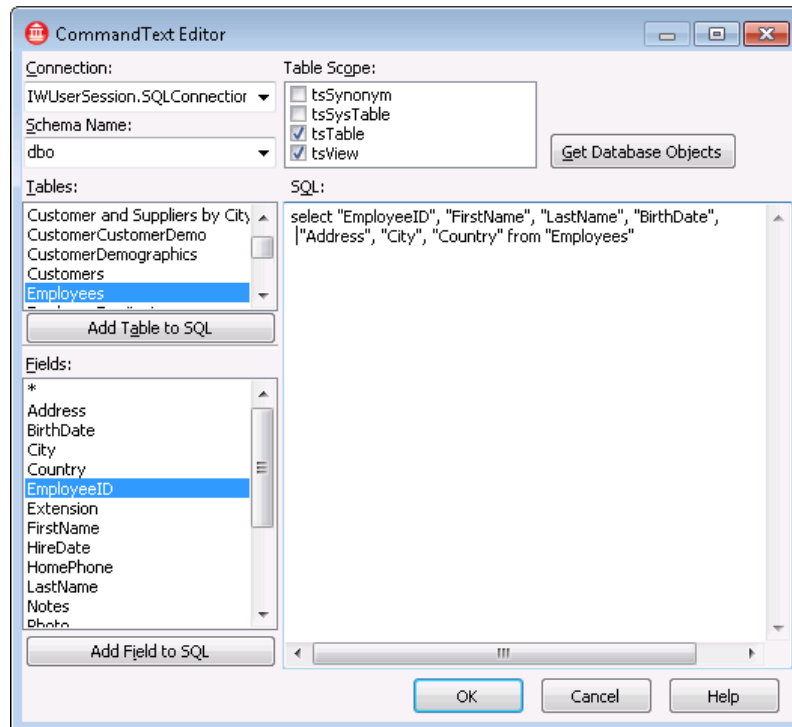 CommandText Editor
Connection:
IWUserSession.SQLConnection
Schema Name:
dbo
Table Scope:
tsSynonym
tsSysTable
tsTable
tsView
Get Database Objects
Tables:
Customer and Suppliers by City
CustomerCustomerDemo
CustomerDemographics
Customers
Employees
Add Table to SQL
Fields:
*
Address
BirthDate
City
Country
EmployeeID
Extension
FirstName
HireDate
HomePhone
LastName
Notes
Photo
Add Field to SQL
SQL:
select "EmployeeID", "FirstName", "LastName", "BirthDate",
"Address", "City", "Country" from "Employees"
OK
Cancel
Help